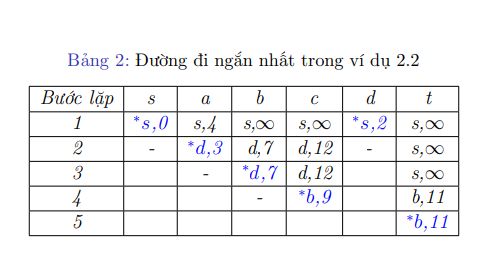 Bảng 2: Đường đi ngắn nhất trong ví dụ 2.2
Bước lặp s a b c d t
1 *s,0 s,4 s,∞ s,∞ *s,2 s,∞
2 - *d,3 d,7 d,12 - s,∞
3 - *d,7 d,12 s,∞
4 - *b,9 b,11
5 *b,11